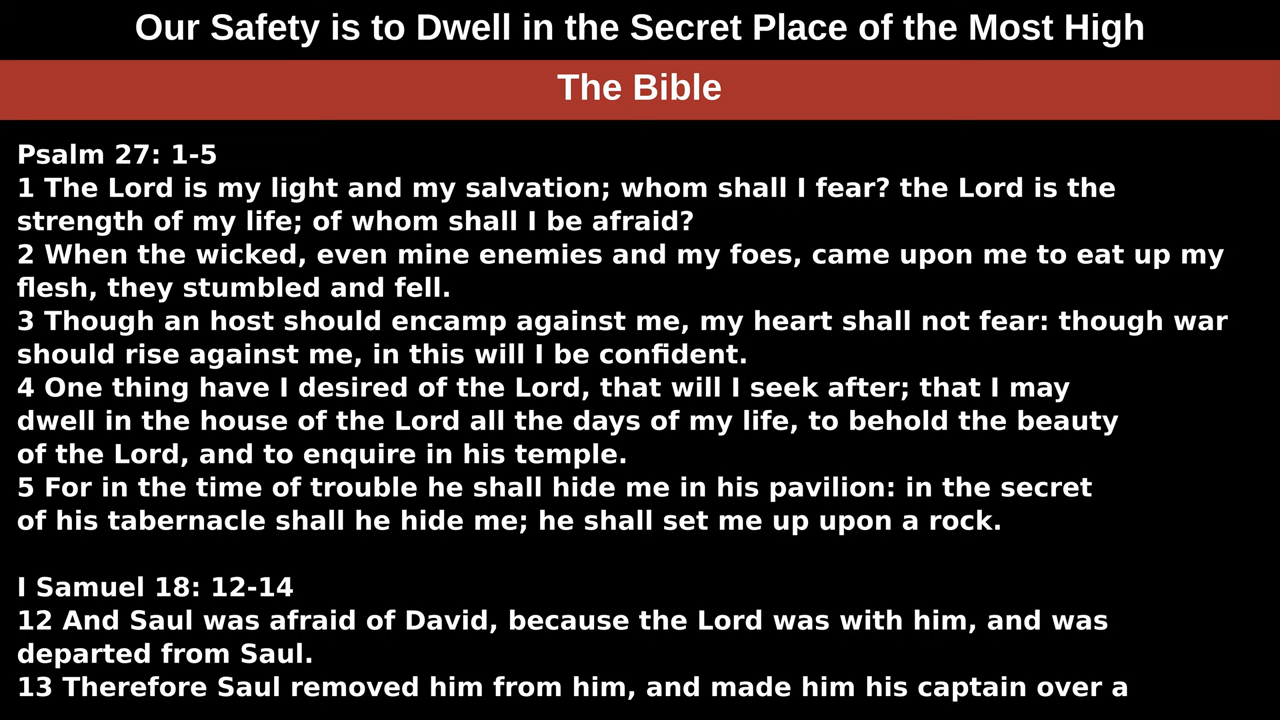 Our Safety is to Dwell in the Secret Place of the Most High
The Bible
Psalm 27: 1-5
1 The Lord is my light and my salvation; whom shall I fear? the Lord is the
strength of my life; of whom shall I be afraid?
2 When the wicked, even mine enemies and my foes, came upon me to eat up my
flesh, they stumbled and fell.
3 Though an host should encamp against me, my heart shall not fear: though war
should rise against me, in this will I be confident.
4 One thing have I desired of the Lord, that will I seek after; that I may
dwell in the house of the Lord all the days of my life, to behold the beauty
of the Lord, and to enquire in his temple.
5 For in the time of trouble he shall hide me in his pavilion: in the secret
of his tabernacle shall he hide me; he shall set me up upon a rock.
I Samuel 18: 12-14
12 And Saul was afraid of David, because the Lord was with him, and was
departed from Saul.
13 Therefore Saul removed him from him, and made him his captain over a